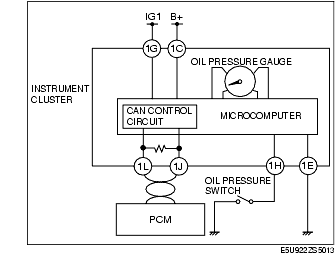 IG1 B+
1G 1C
OIL PRESSURE GAUGE
INSTRUMENT
CLUSTER
CAN CONTROL
CIRCUIT
MICROCOMPUTER
1L 1J 1H 1E
OIL PRESSURE
SWITCH
PCM
E5U922ZS5013